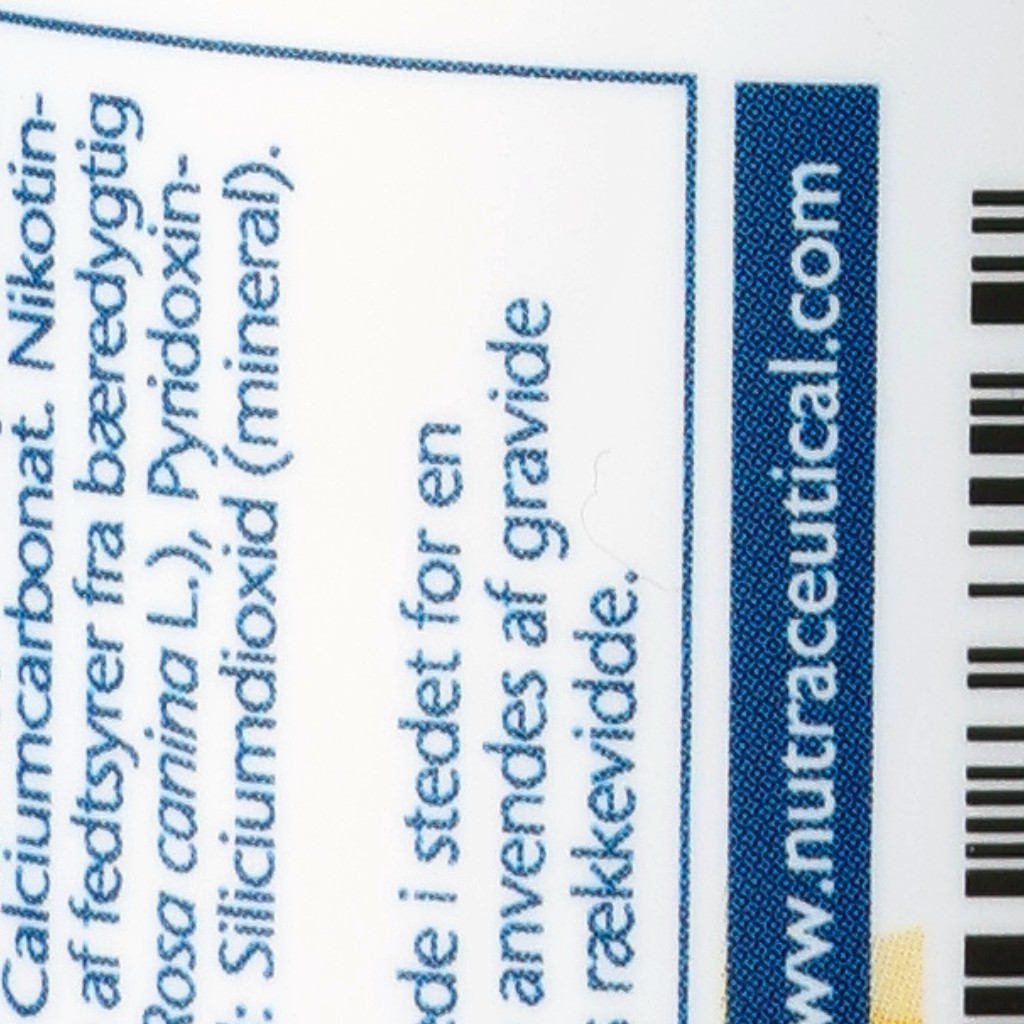 Calciumcarbonat. Nikotin-
af fedtsyrer fra bæredygtig
Rosa canina L.), Pyridoxin-
: Siliciumdioxid (mineral).
de i stedet for en
anvendes af gravide
rækkevidde.
w.nutraceutical.com